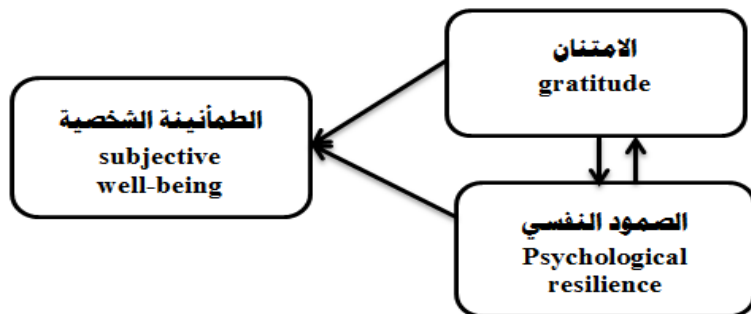 الامتنان
gratitude
الطمأنينة الشخصية
subjective
well-being
الصمود النفسي
Psychological
resilience